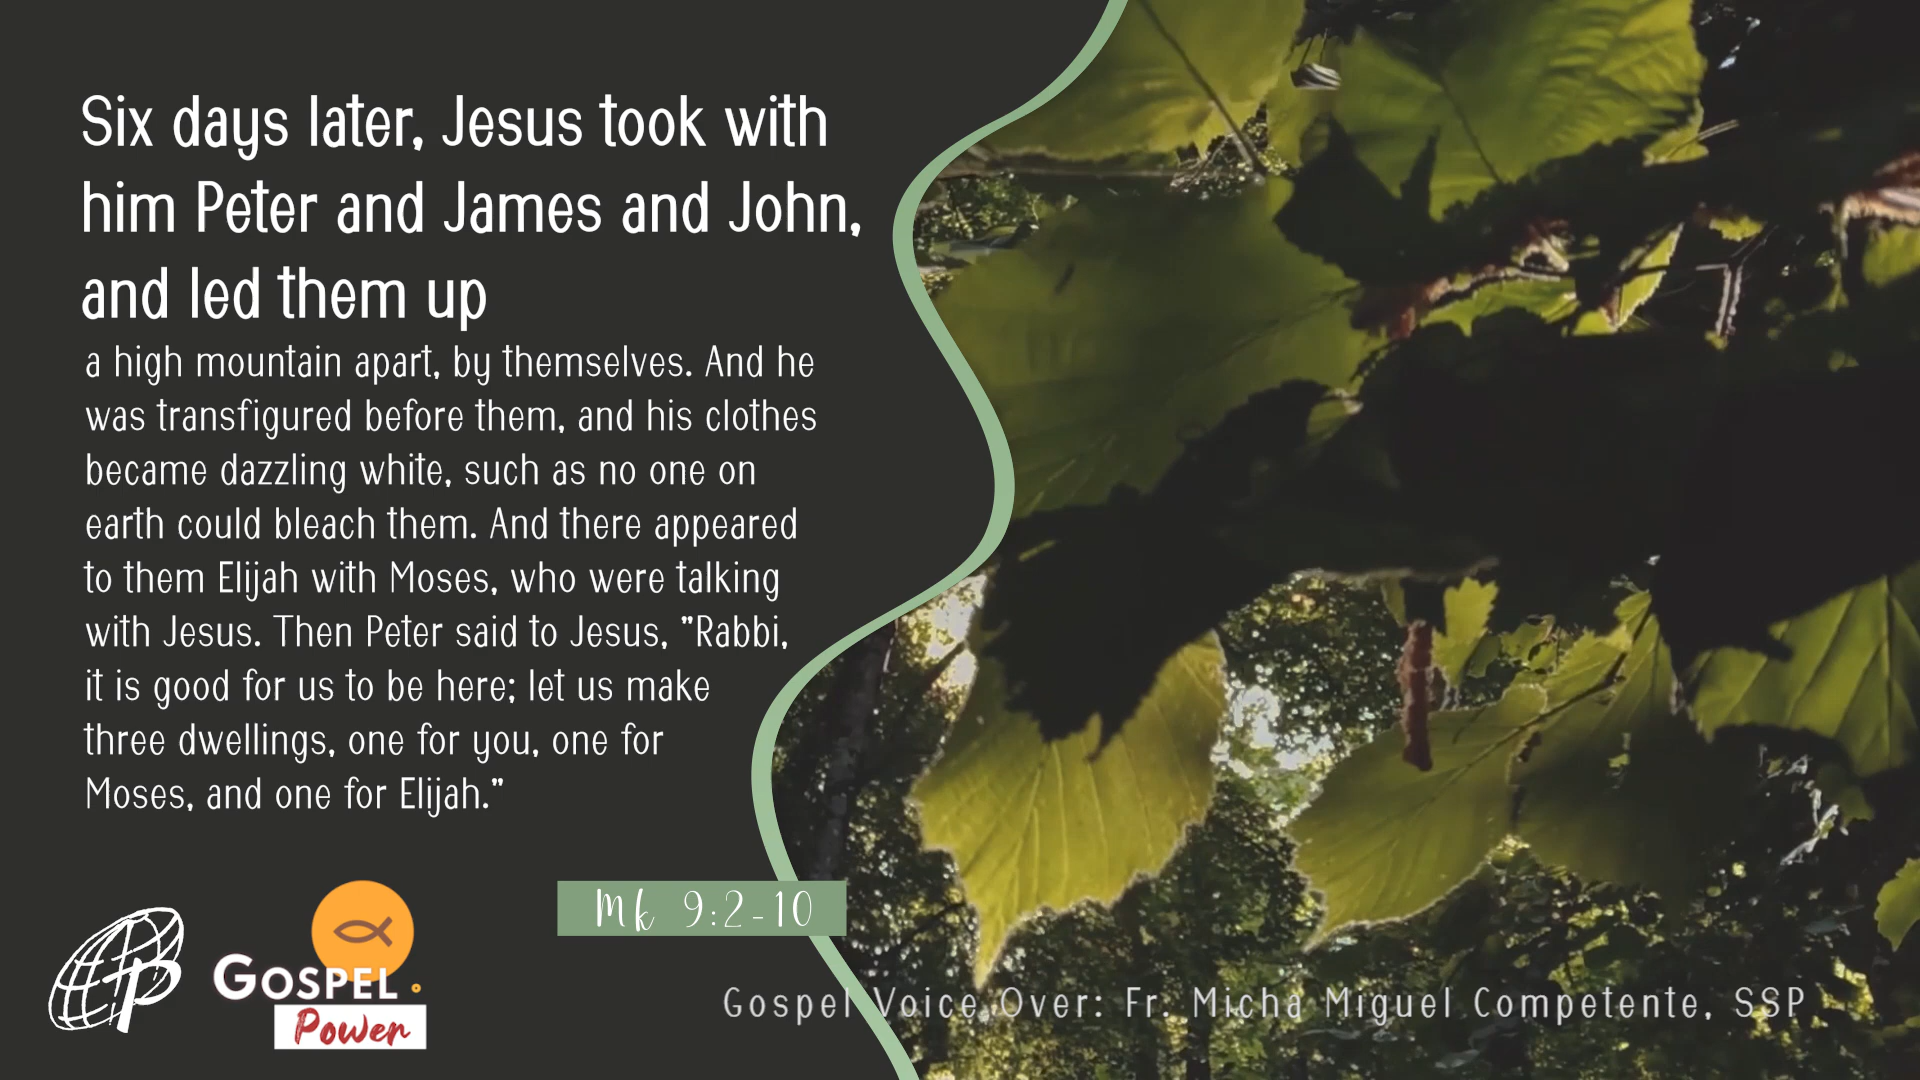 Six days later, Jesus took with
him Peter and James and John,
and led them up
a high mountain apart, by themselves. And he
was transfigured before them, and his clothes
became dazzling white, such as no one on
earth could bleach them. And there appeared
to them Elijah with Moses, who were talking
with Jesus. Then Peter said to Jesus, "Rabbi,
it is good for us to be here; let us make
three dwellings, one for you, one for
Moses, and one for Elijah."
Mk 9:2-10
GOSPEL
Power
Gospel Voice Over: Fr. Micha Miguel Competente, SSP